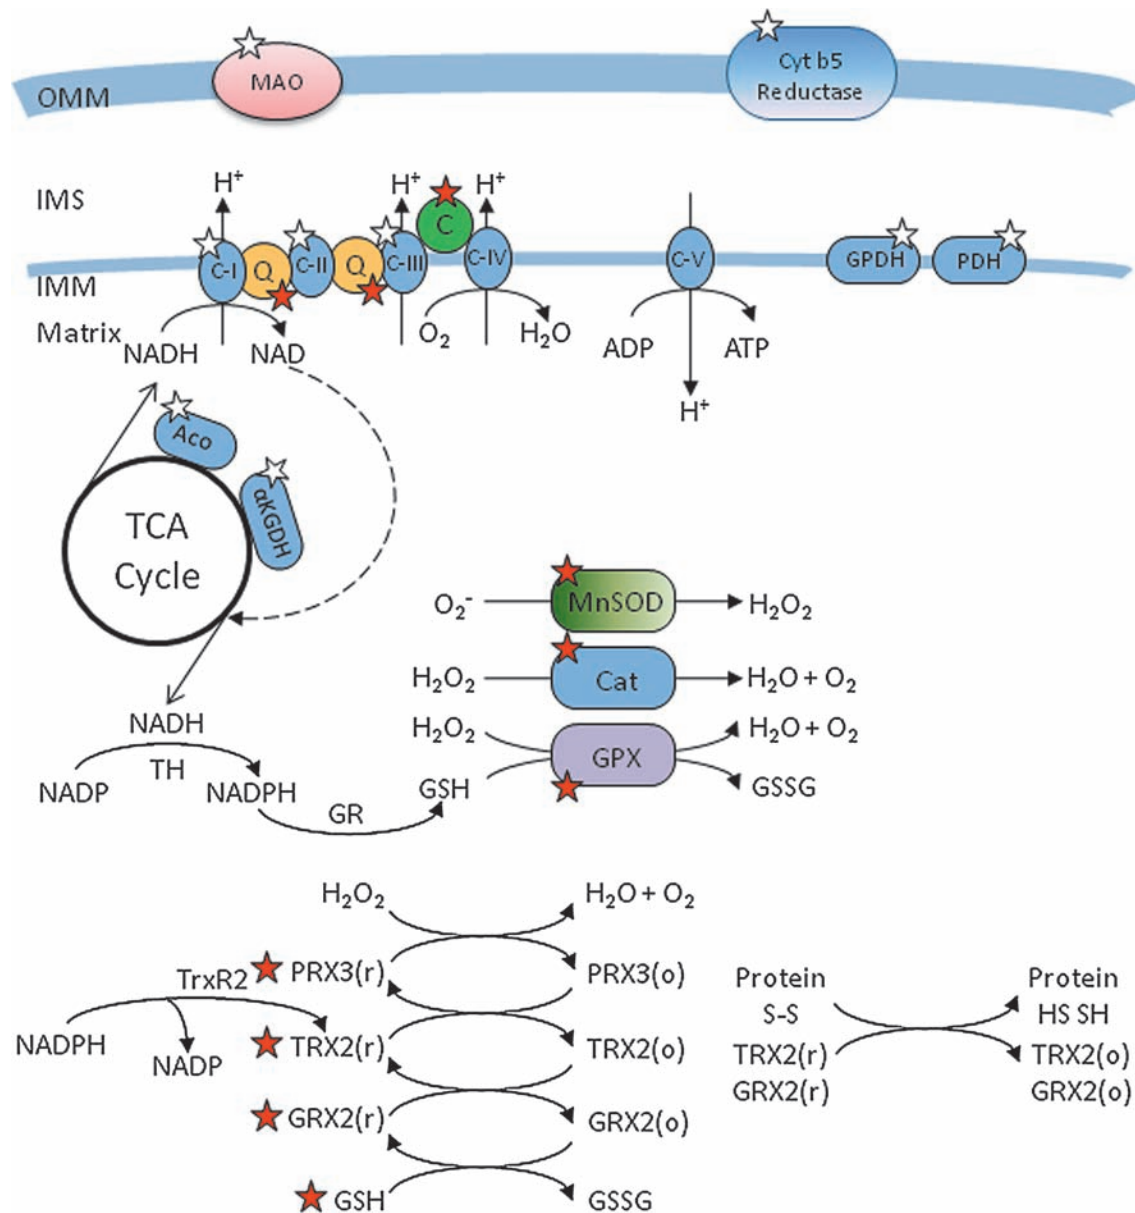 MAO
Cyt b5
Reductase
OMM
IMS
H⁺
H⁺
H⁺
C
C-I
Q
C-II
Q
C-III
C-IV
C-V
GPDH
PDH
IMM
Matrix
NADH
NAD
O₂
H₂O
ADP
ATP
H⁺
Aco
αKGDH
TCA
Cycle
O₂⁻
MnSOD
H₂O₂
H₂O₂
Cat
H₂O + O₂
H₂O₂
GPX
H₂O + O₂
GSH
GSSG
NADH
TH
NADP
NADPH
GR
H₂O₂
H₂O + O₂
TrxR2
PRX3(r)
PRX3(o)
NADPH
NADP
TRX2(r)
TRX2(o)
GRX2(r)
GRX2(o)
GSH
GSSG
Protein
S-S
TRX2(r)
GRX2(r)
Protein
HS SH
TRX2(o)
GRX2(o)